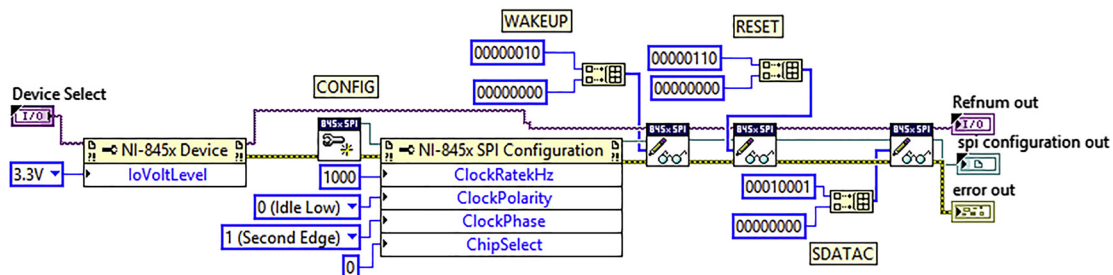 WAKEUP
RESET
00000010
00000000
00000110
00000000
Device Select
I/O
CONFIG
845x SPI
NI-845x Device
IoVoltLevel
3.3V
NI-845x SPI Configuration
ClockRatekHz
ClockPolarity
ClockPhase
ChipSelect
1000
0 (Idle Low)
1 (Second Edge)
0
845x SPI
845x SPI
845x SPI
00010001
00000000
SDATAC
Refnum out
I/O
spi configuration out
error out